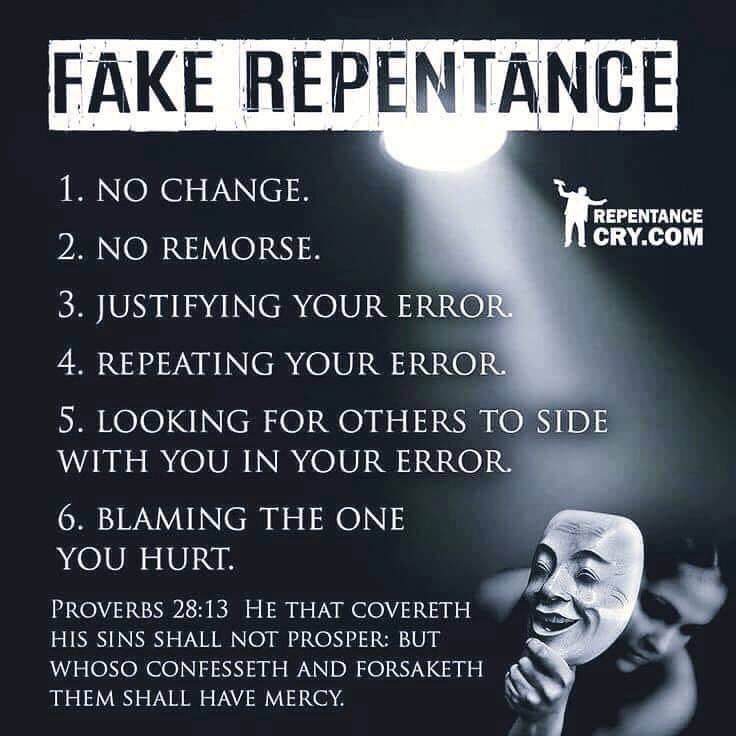 FAKE REPENTANCE
1. NO CHANGE.
REPENTANCE
CRY.COM
2. NO REMORSE.
3. JUSTIFYING YOUR ERROR.
4. REPEATING YOUR ERROR.
5. LOOKING FOR OTHERS TO SIDE
WITH YOU IN YOUR ERROR.
6. BLAMING THE ONE
YOU HURT.
PROVERBS 28:13 HE THAT COVERETH
HIS SINS SHALL NOT PROSPER: BUT
WHOSO CONFESSETH AND FORSAKETH
THEM SHALL HAVE MERCY.